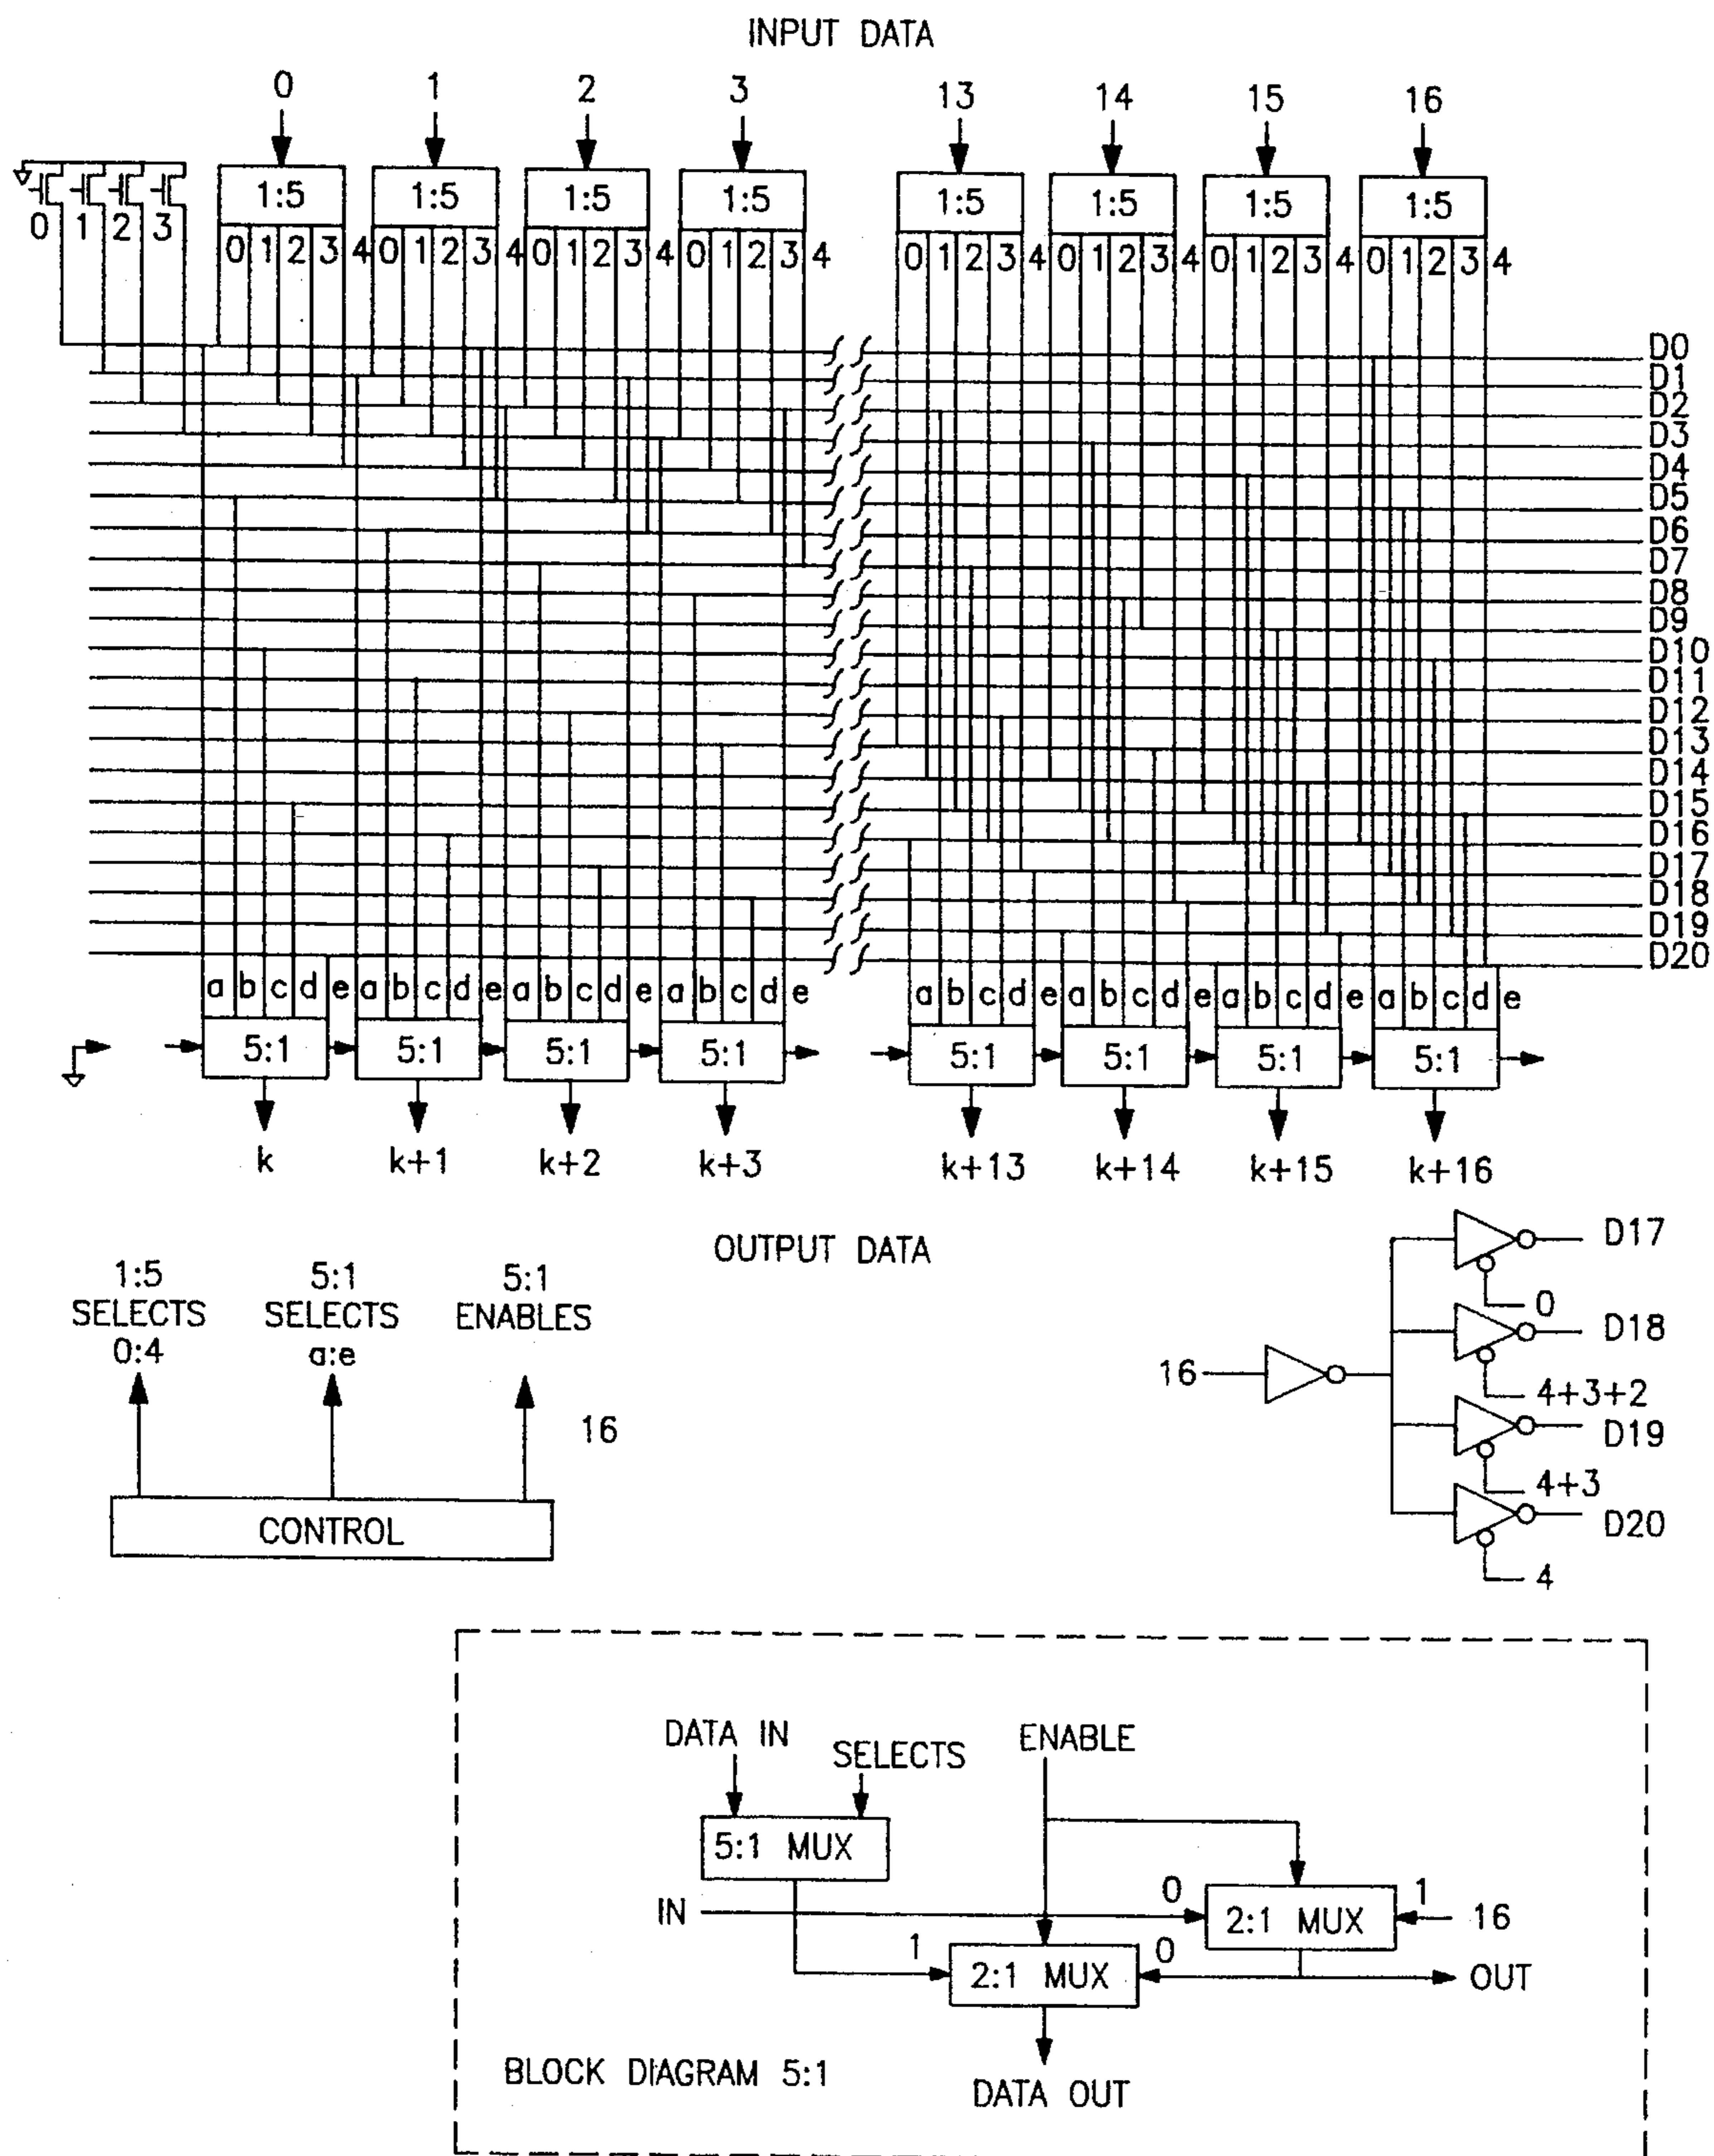 INPUT DATA
0 1 2 3 13 14 15 16
1:5 1:5 1:5 1:5 1:5 1:5 1:5 1:5
0 1 2 3
0 1 2 3 4 0 1 2 3 4 0 1 2 3 4 0 1 2 3 4 0 1 2 3 4 0 1 2 3 4 0 1 2 3 4 0 1 2 3 4
D0
D1
D2
D3
D4
D5
D6
D7
D8
D9
D10
D11
D12
D13
D14
D15
D16
D17
D18
D19
D20
a b c d e a b c d e a b c d e a b c d e a b c d e a b c d e a b c d e a b c d e
5:1 5:1 5:1 5:1 5:1 5:1 5:1 5:1
k k+1 k+2 k+3 k+13 k+14 k+15 k+16
OUTPUT DATA
1:5
SELECTS
0:4
5:1
SELECTS
a:e
5:1
ENABLES
16
CONTROL
16
D17
0
D18
4+3+2
D19
4+3
D20
4
DATA IN
SELECTS
ENABLE
5:1 MUX
IN
0
2:1 MUX
1
16
1
2:1 MUX
0
OUT
BLOCK DIAGRAM 5:1
DATA OUT